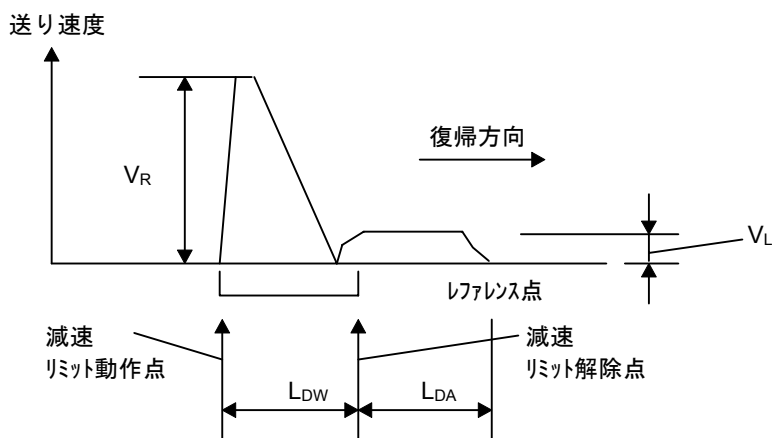 送り速度
復帰方向
VR
VL
レファレンス点
減速
リミット動作点
減速
リミット解除点
LDW
LDA